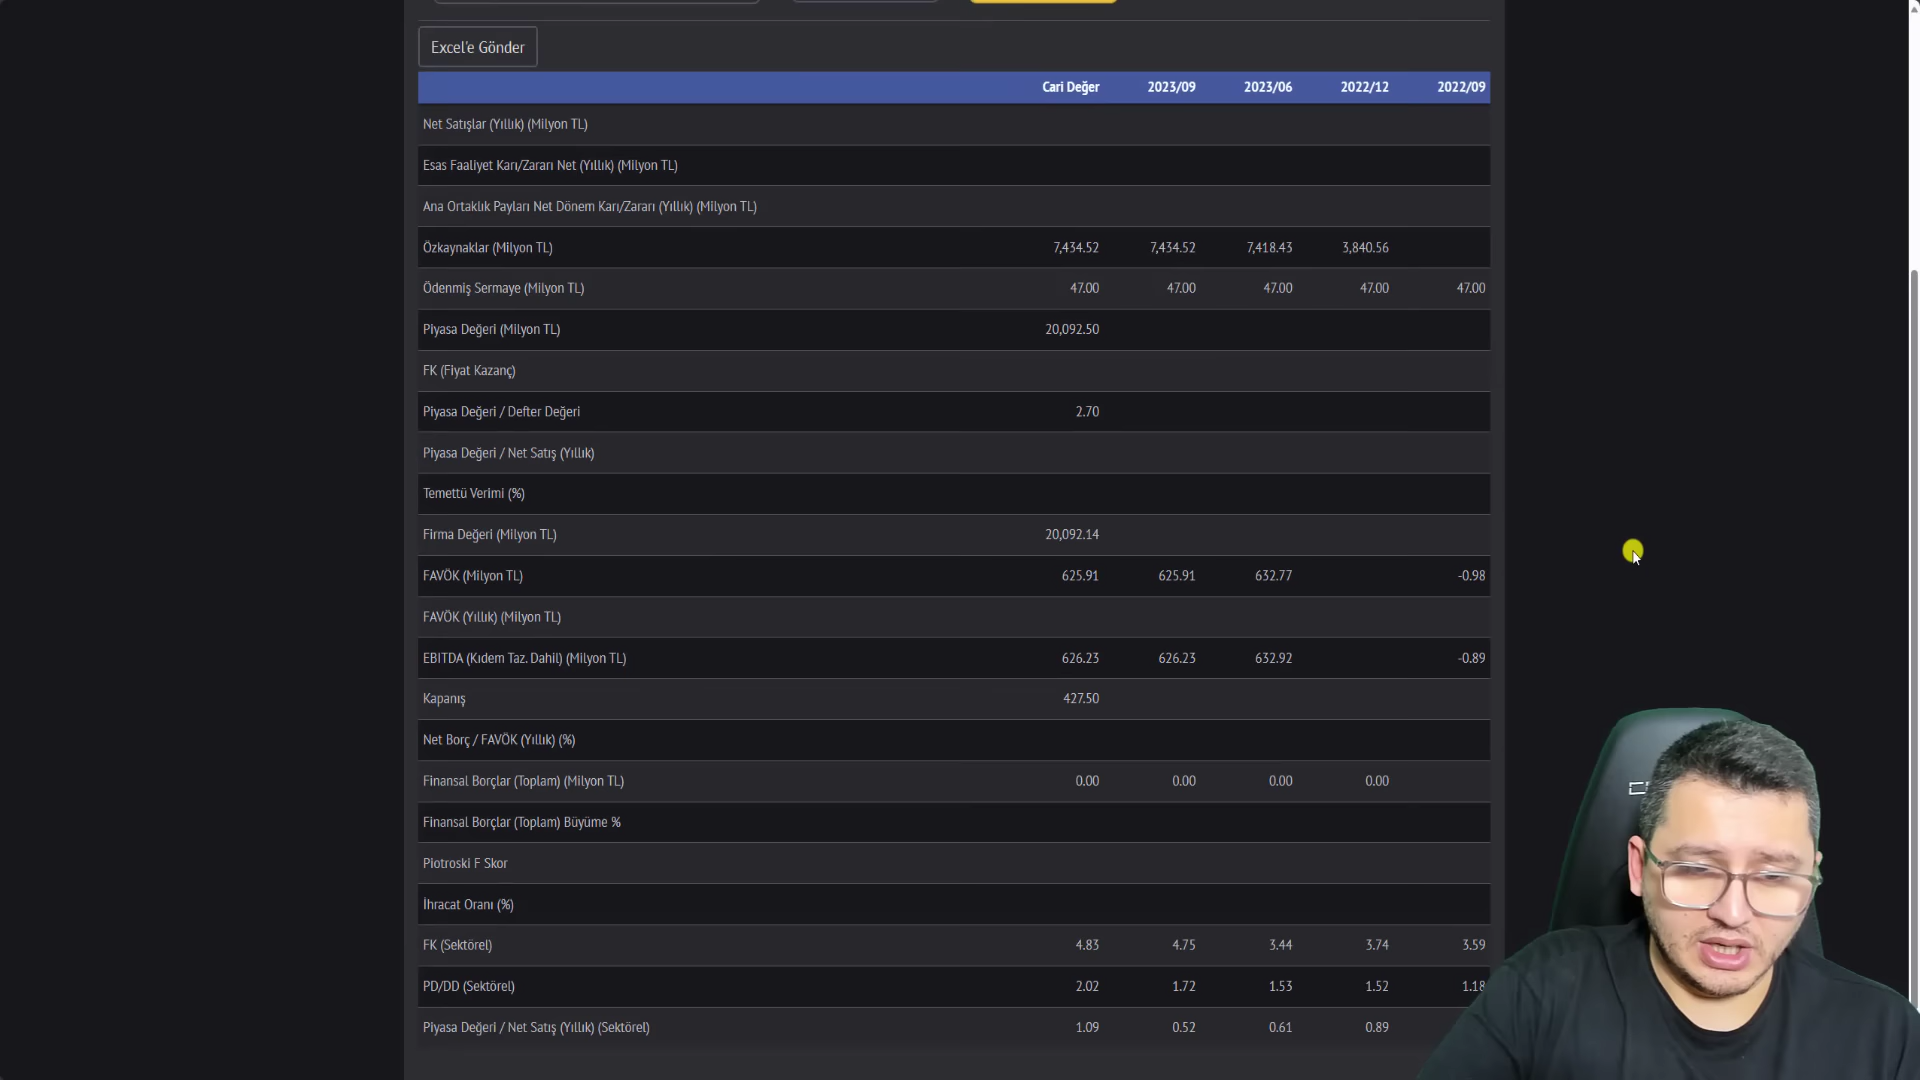 Excel'e Gönder
Cari Değer 2023/09 2023/06 2022/12 2022/09
Net Satışlar (Yıllık) (Milyon TL)
Esas Faaliyet Karı/Zararı Net (Yıllık) (Milyon TL)
Ana Ortaklık Payları Net Dönem Karı/Zararı (Yıllık) (Milyon TL)
Özkaynaklar (Milyon TL) 7,434.52 7,434.52 7,418.43 3,840.56
Ödenmiş Sermaye (Milyon TL) 47.00 47.00 47.00 47.00 47.00
Piyasa Değeri (Milyon TL) 20,092.50
FK (Fiyat Kazanç)
Piyasa Değeri / Defter Değeri 2.70
Piyasa Değeri / Net Satış (Yıllık)
Temettü Verimi (%)
Firma Değeri (Milyon TL) 20,092.14
FAVÖK (Milyon TL) 625.91 625.91 632.77 -0.98
FAVÖK (Yıllık) (Milyon TL)
EBITDA (Kıdem Taz. Dahil) (Milyon TL) 626.23 626.23 632.92 -0.89
Kapanış 427.50
Net Borç / FAVÖK (Yıllık) (%)
Finansal Borçlar (Toplam) (Milyon TL) 0.00 0.00 0.00 0.00
Finansal Borçlar (Toplam) Büyüme %
Piotroski F Skor
İhracat Oranı (%)
FK (Sektörel) 4.83 4.75 3.44 3.74 3.59
PD/DD (Sektörel) 2.02 1.72 1.53 1.52 1.18
Piyasa Değeri / Net Satış (Yıllık) (Sektörel) 1.09 0.52 0.61 0.89